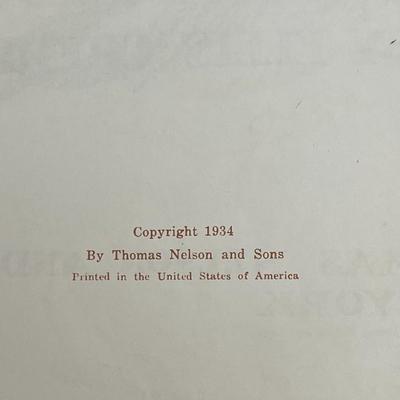 Copyright 1934
By Thomas Nelson and Sons
Printed in the United States of America